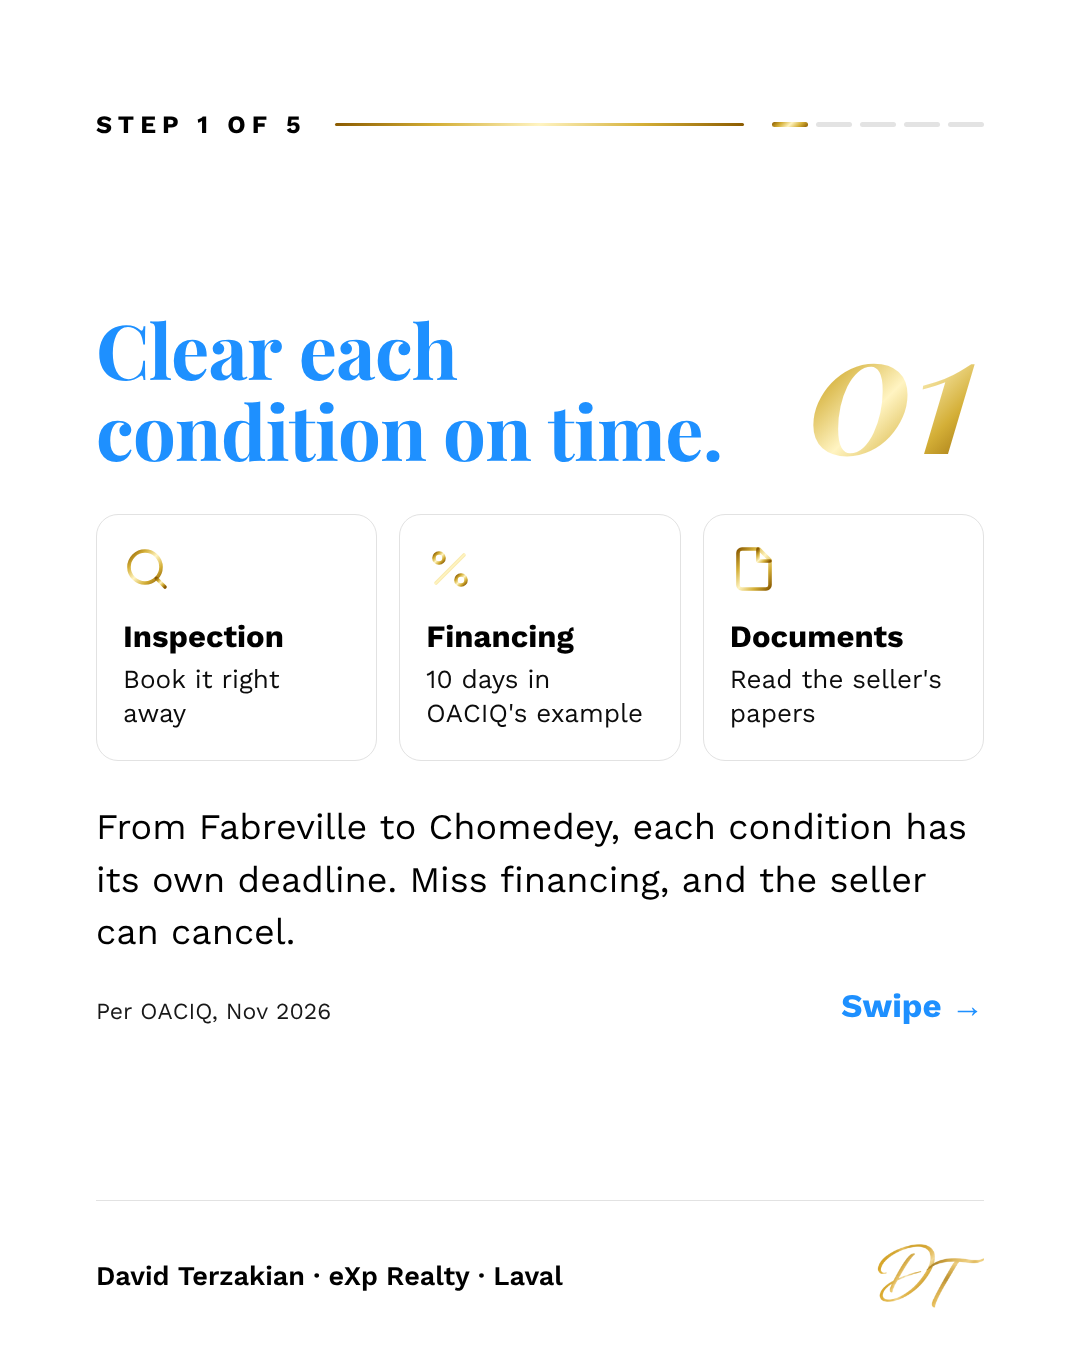 STEP 1 OF 5
Clear each
condition on time.
01
Inspection
Book it right
away
Financing
10 days in
OACIQ's example
Documents
Read the seller's
papers
From Fabreville to Chomedey, each condition has
its own deadline. Miss financing, and the seller
can cancel.
Per OACIQ, Nov 2026
Swipe →
David Terzakian · eXp Realty · Laval
DT